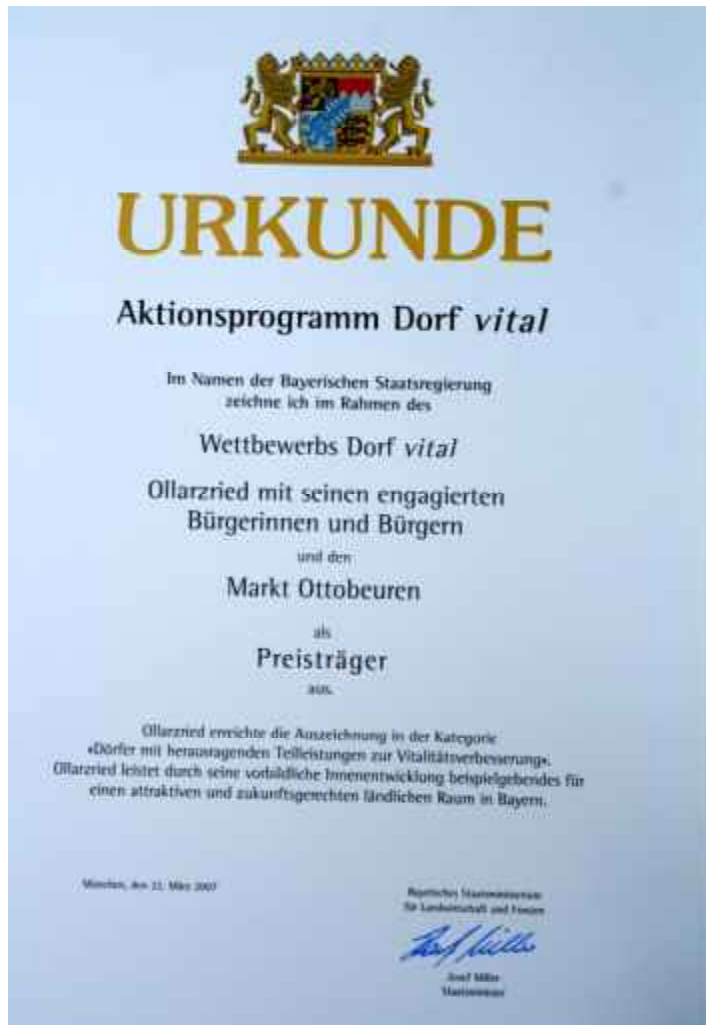 URKUNDE
Aktionsprogramm Dorf vital
Im Namen der Bayerischen Staatsregierung
zeichne ich im Rahmen des
Wettbewerbs Dorf vital
Ollarzried mit seinen engagierten
Bürgerinnen und Bürgern
und den
Markt Ottobeuren
als
Preisträger
aus.
Ollarzried erreichte die Auszeichnung in der Kategorie
«Dörfer mit herausragenden Teilleistungen zur Vitalitätsverbesserung».
Ollarzried leistet durch seine vorbildliche Innenentwicklung beispielgebendes für
einen attraktiven und zukunftsgerechten ländlichen Raum in Bayern.
München, den 22. März 2007
Bayerisches Staatsministerium
für Landwirtschaft und Forsten
Josef Miller
Josef Miller
Staatsminister